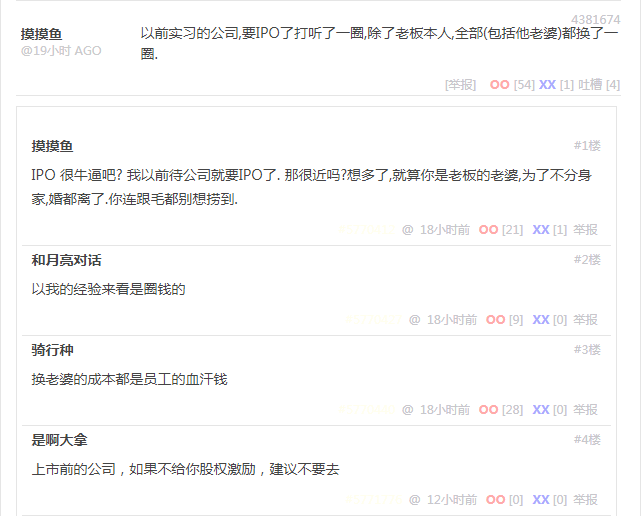 4381674
摸摸鱼
@19小时 AGO
以前实习的公司,要IPO了打听了一圈,除了老板本人,全部(包括他老婆)都换了一
圈.
[举报] OO [54] XX [1] 吐槽 [4]
摸摸鱼 #1楼
IPO 很牛逼吧? 我以前待公司就要IPO了. 那很近吗?想多了,就算你是老板的老婆,为了不分身
家,婚都离了.你连跟毛都别想捞到.
@ 18小时前 OO [21] XX [1] 举报
和月亮对话 #2楼
以我的经验来看是圈钱的
@ 18小时前 OO [9] XX [0] 举报
骑行种 #3楼
换老婆的成本都是员工的血汗钱
@ 18小时前 OO [28] XX [0] 举报
是啊大拿 #4楼
上市前的公司，如果不给你股权激励，建议不要去
@ 12小时前 OO [0] XX [0] 举报